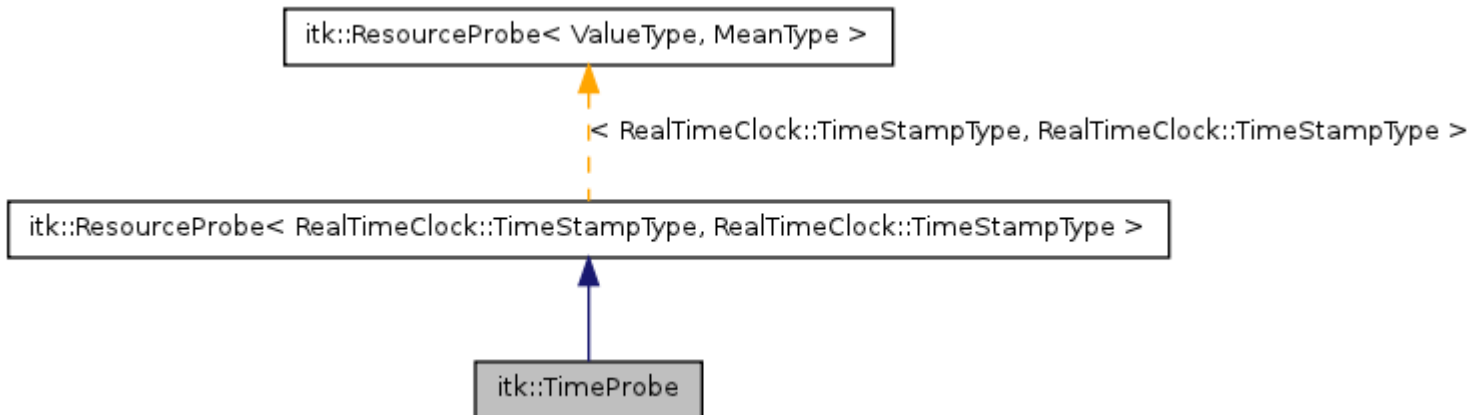 itk::ResourceProbe< ValueType, MeanType >
< RealTimeClock::TimeStampType, RealTimeClock::TimeStampType >
itk::ResourceProbe< RealTimeClock::TimeStampType, RealTimeClock::TimeStampType >
itk::TimeProbe